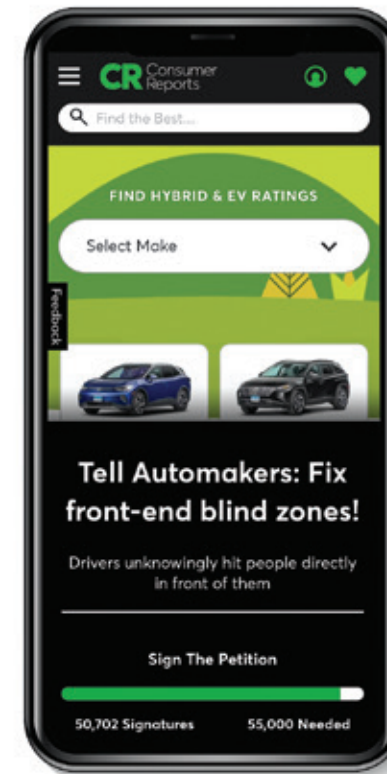 CR Consumer
Reports
Find the Best...
FIND HYBRID & EV RATINGS
Select Make
Feedback
Tell Automakers: Fix
front-end blind zones!
Drivers unknowingly hit people directly
in front of them
Sign The Petition
50,702 Signatures 55,000 Needed